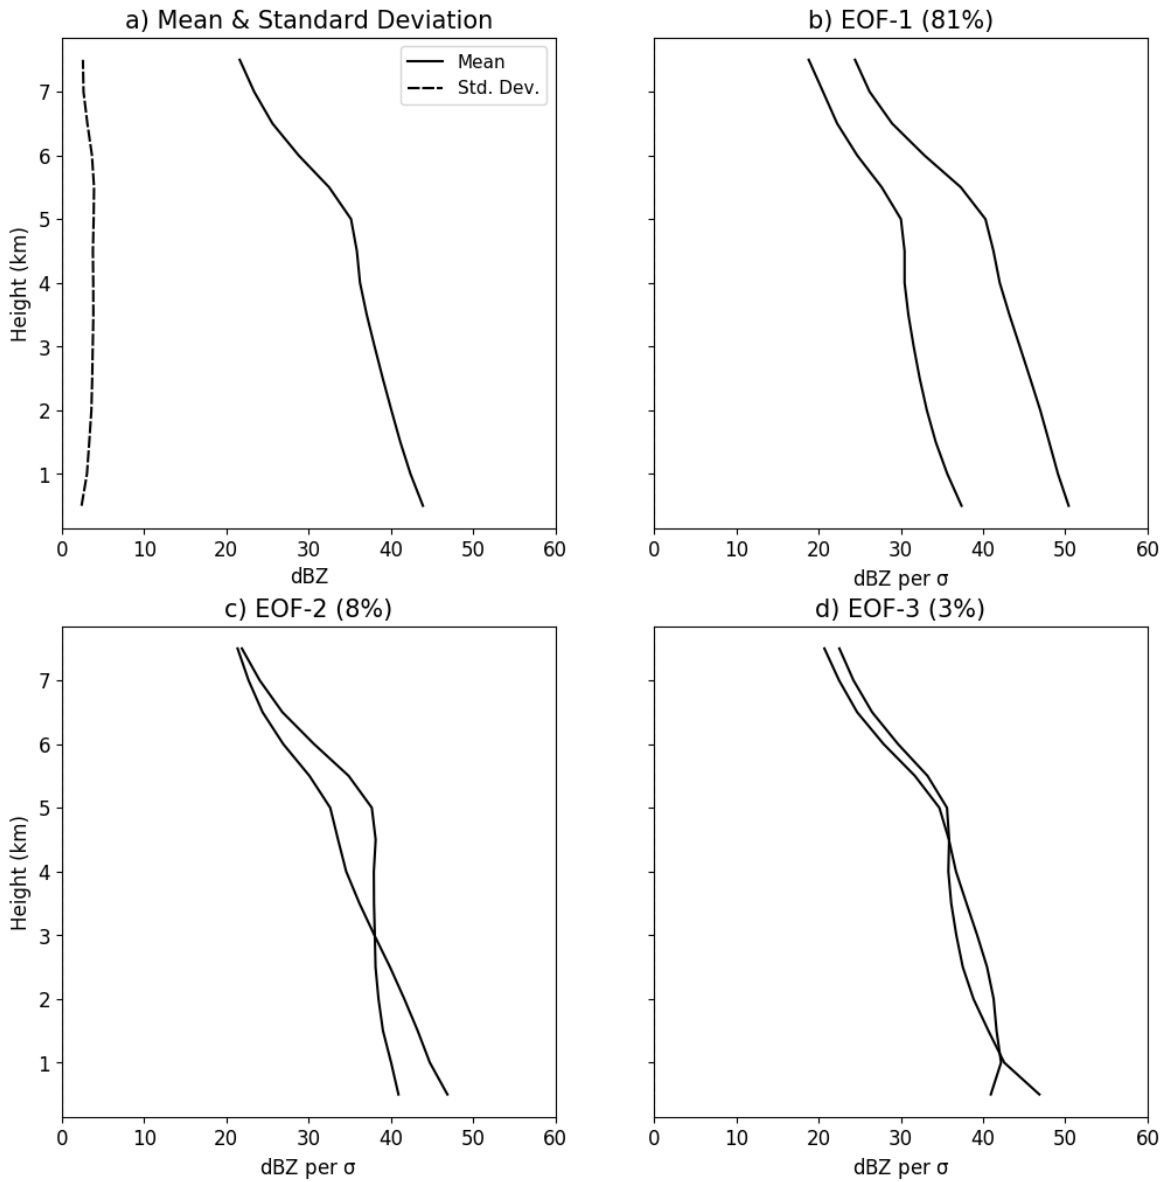 a) Mean & Standard Deviation
Mean
Std. Dev.
7
6
5
4
3
2
1
Height (km)
0 10 20 30 40 50 60
dBZ
b) EOF-1 (81%)
0 10 20 30 40 50 60
dBZ per σ
c) EOF-2 (8%)
7
6
5
4
3
2
1
Height (km)
0 10 20 30 40 50 60
dBZ per σ
d) EOF-3 (3%)
0 10 20 30 40 50 60
dBZ per σ